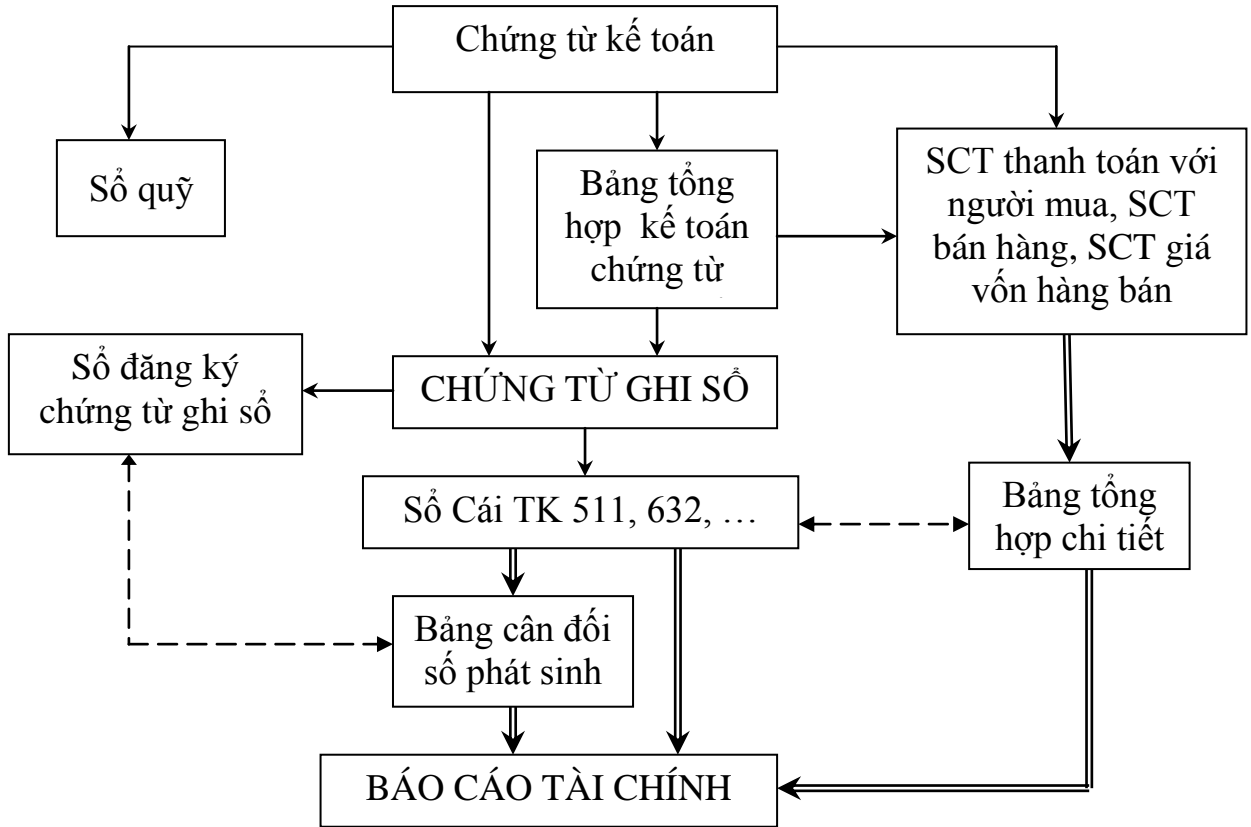 Chứng từ kế toán
Sổ quỹ
Bảng tổng
hợp kế toán
chứng từ
SCT thanh toán với
người mua, SCT
bán hàng, SCT giá
vốn hàng bán
Sổ đăng ký
chứng từ ghi sổ
CHỨNG TỪ GHI SỔ
Sổ Cái TK 511, 632, …
Bảng tổng
hợp chi tiết
Bảng cân đối
số phát sinh
BÁO CÁO TÀI CHÍNH